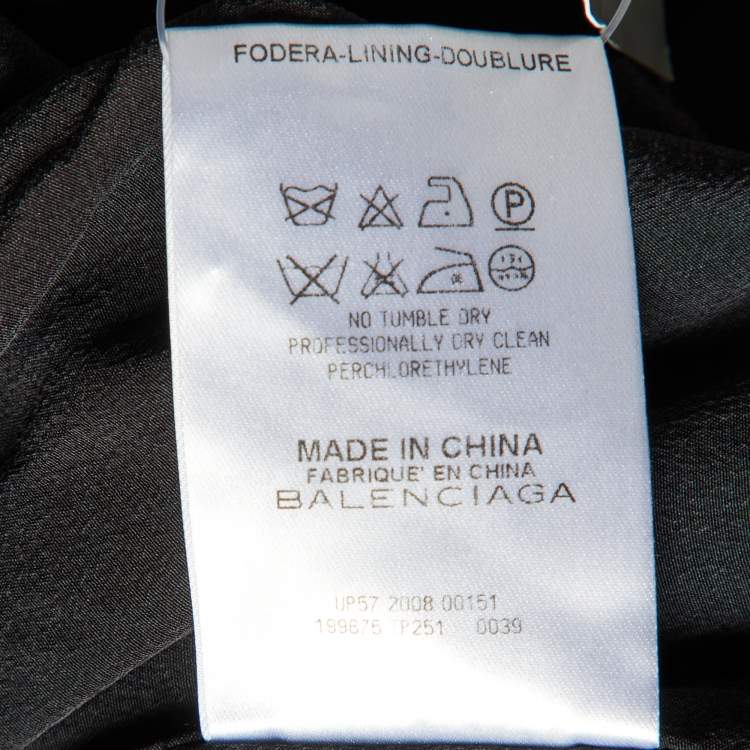 FODERA-LINING-DOUBLURE
P
NO TUMBLE DRY
PROFESSIONALLY DRY CLEAN
PERCHLORETHYLENE
MADE IN CHINA
FABRIQUE' EN CHINA
BALENCIAGA
UP57 2008 00151
199675 TP251 0039